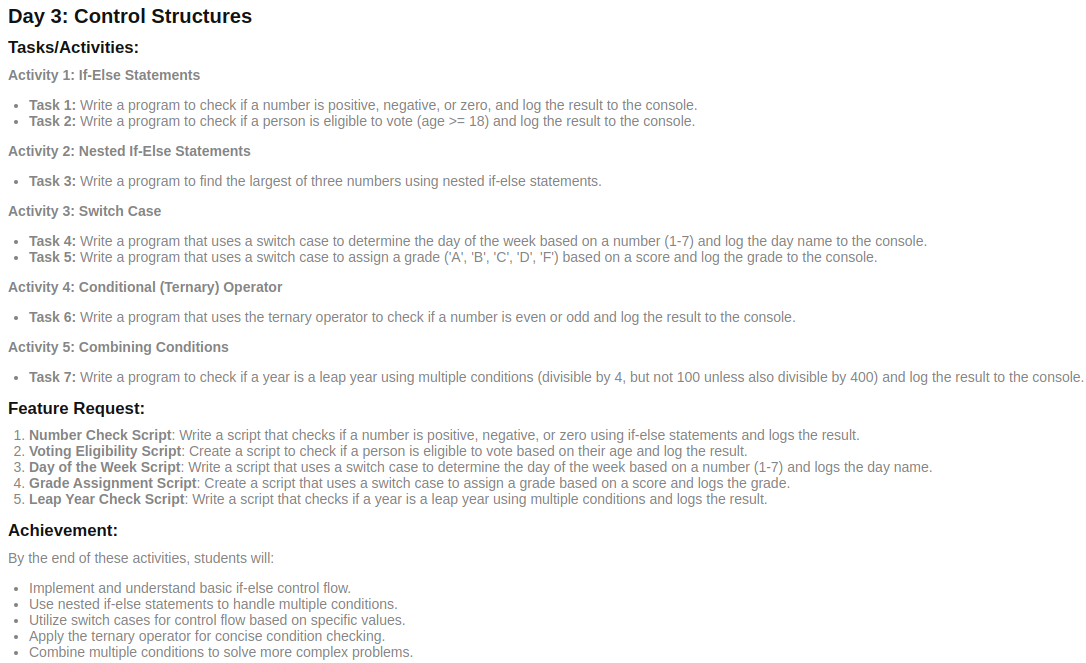 Day 3: Control Structures
Tasks/Activities:
Activity 1: If-Else Statements
• Task 1: Write a program to check if a number is positive, negative, or zero, and log the result to the console.
• Task 2: Write a program to check if a person is eligible to vote (age >= 18) and log the result to the console.
Activity 2: Nested If-Else Statements
• Task 3: Write a program to find the largest of three numbers using nested if-else statements.
Activity 3: Switch Case
• Task 4: Write a program that uses a switch case to determine the day of the week based on a number (1-7) and log the day name to the console.
• Task 5: Write a program that uses a switch case to assign a grade ('A', 'B', 'C', 'D', 'F') based on a score and log the grade to the console.
Activity 4: Conditional (Ternary) Operator
• Task 6: Write a program that uses the ternary operator to check if a number is even or odd and log the result to the console.
Activity 5: Combining Conditions
• Task 7: Write a program to check if a year is a leap year using multiple conditions (divisible by 4, but not 100 unless also divisible by 400) and log the result to the console.
Feature Request:
1. Number Check Script: Write a script that checks if a number is positive, negative, or zero using if-else statements and logs the result.
2. Voting Eligibility Script: Create a script to check if a person is eligible to vote based on their age and log the result.
3. Day of the Week Script: Write a script that uses a switch case to determine the day of the week based on a number (1-7) and logs the day name.
4. Grade Assignment Script: Create a script that uses a switch case to assign a grade based on a score and logs the grade.
5. Leap Year Check Script: Write a script that checks if a year is a leap year using multiple conditions and logs the result.
Achievement:
By the end of these activities, students will:
• Implement and understand basic if-else control flow.
• Use nested if-else statements to handle multiple conditions.
• Utilize switch cases for control flow based on specific values.
• Apply the ternary operator for concise condition checking.
• Combine multiple conditions to solve more complex problems.